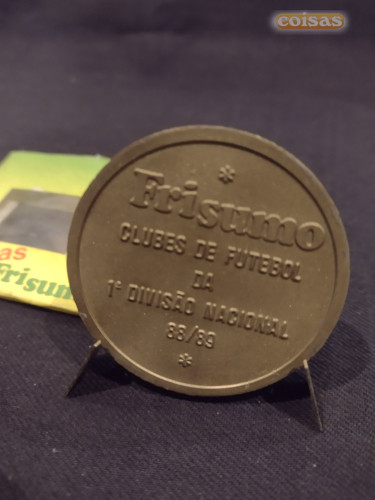 coisas
Frisumo
CLUBES DE FUTEBOL
DA
1ª DIVISÃO NACIONAL
88/89
as
Frisum